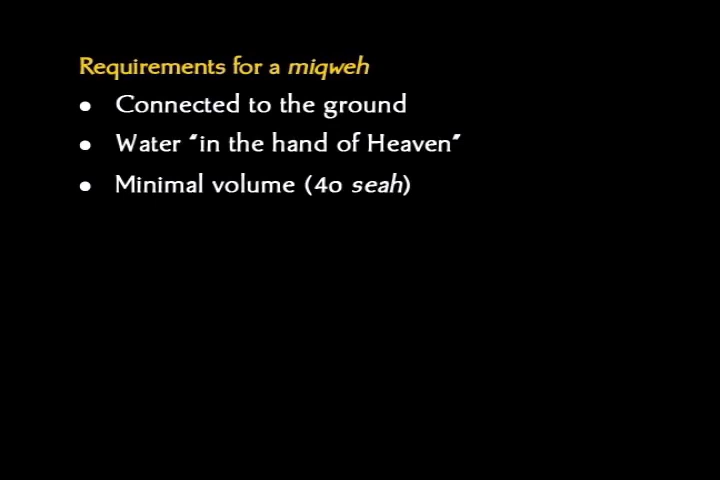 Requirements for a miqweh
• Connected to the ground
• Water "in the hand of Heaven"
• Minimal volume (40 seah)